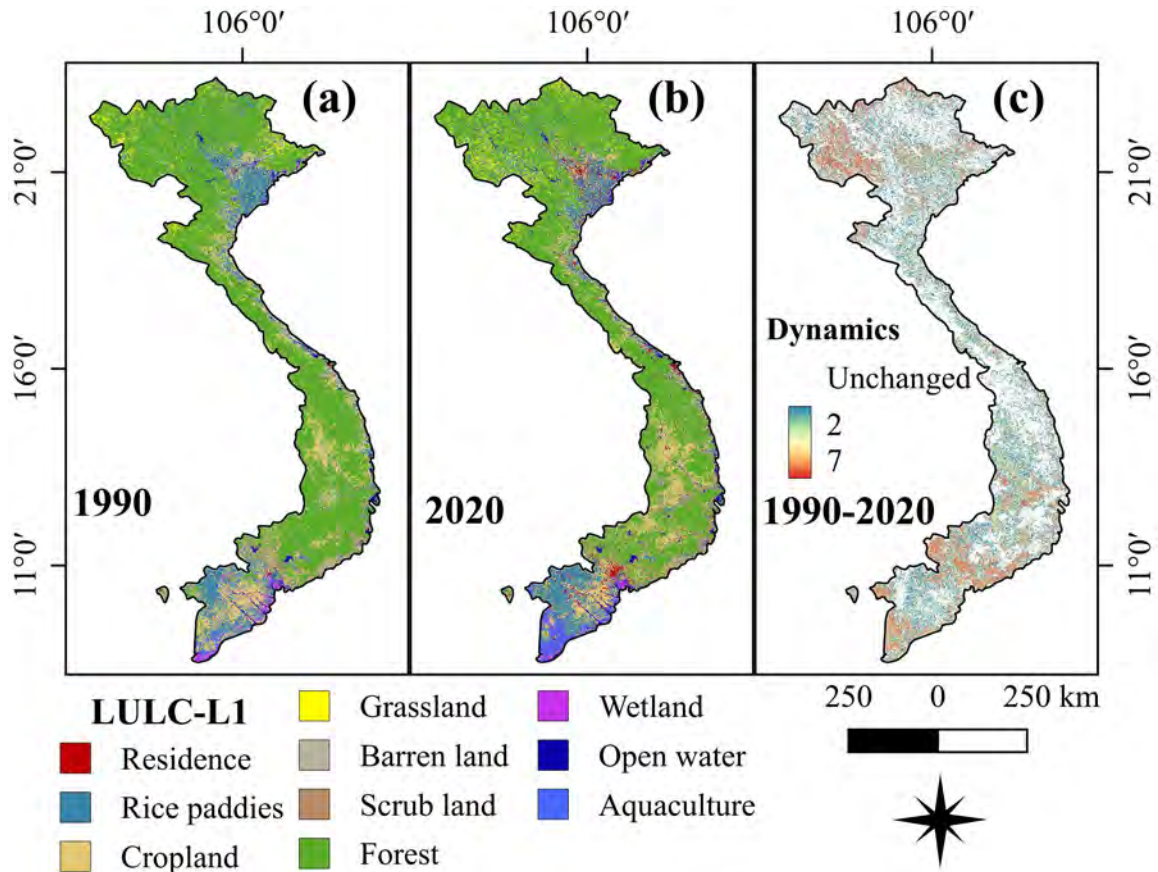 106°0′ 106°0′ 106°0′
(a) (b) (c)
21°0′ 21°0′
16°0′ 16°0′
11°0′ 11°0′
Dynamics
Unchanged
2
7
1990 2020 1990-2020
250 0 250 km
LULC-L1
Residence
Rice paddies
Cropland
Grassland
Barren land
Scrub land
Forest
Wetland
Open water
Aquaculture